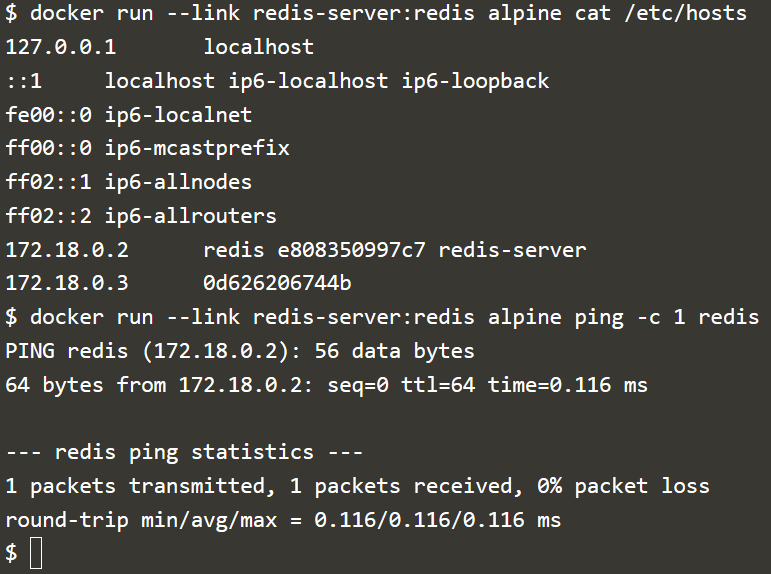 $ docker run --link redis-server:redis alpine cat /etc/hosts
127.0.0.1       localhost
::1     localhost ip6-localhost ip6-loopback
fe00::0 ip6-localnet
ff00::0 ip6-mcastprefix
ff02::1 ip6-allnodes
ff02::2 ip6-allrouters
172.18.0.2      redis e808350997c7 redis-server
172.18.0.3      0d626206744b
$ docker run --link redis-server:redis alpine ping -c 1 redis
PING redis (172.18.0.2): 56 data bytes
64 bytes from 172.18.0.2: seq=0 ttl=64 time=0.116 ms

--- redis ping statistics ---
1 packets transmitted, 1 packets received, 0% packet loss
round-trip min/avg/max = 0.116/0.116/0.116 ms
$